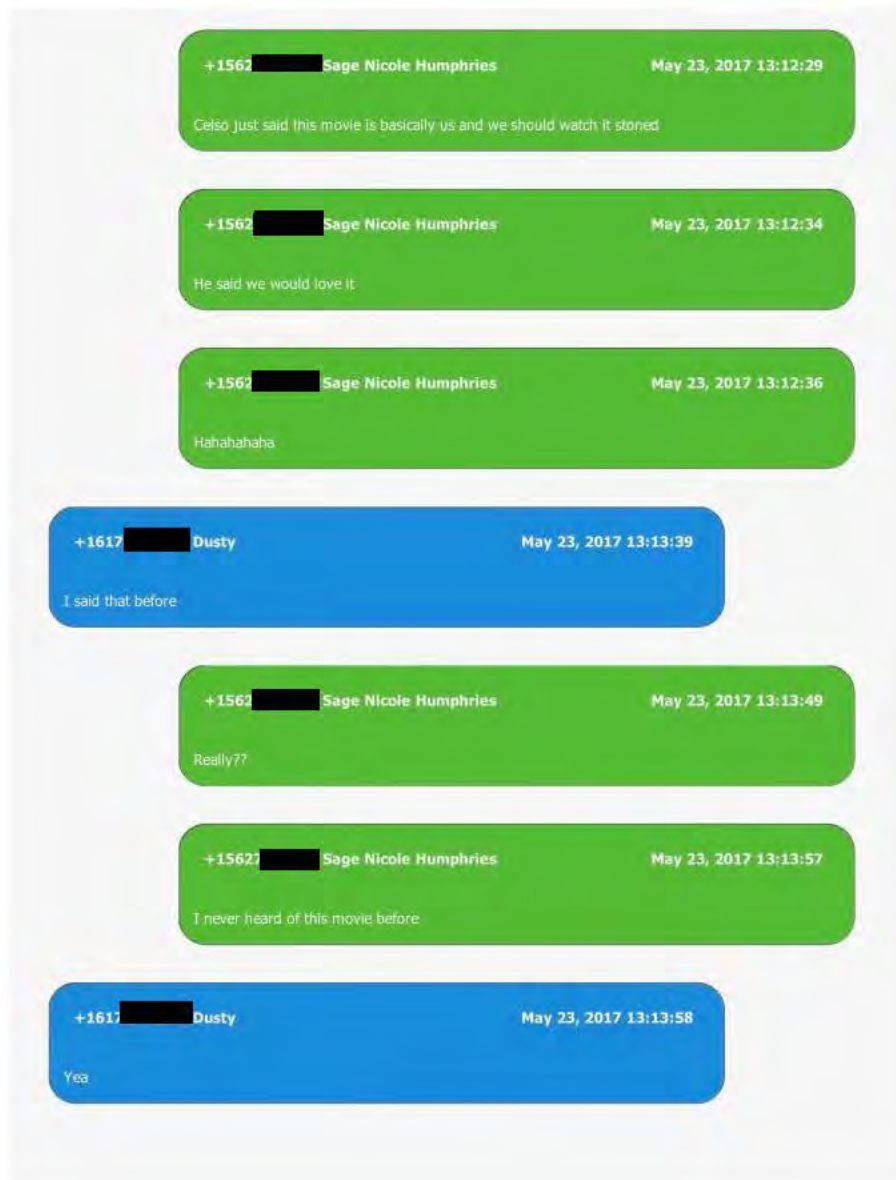 +1562 Sage Nicole Humphries May 23, 2017 13:12:29
Celso just said this movie is basically us and we should watch it stoned
+1562 Sage Nicole Humphries May 23, 2017 13:12:34
He said we would love it
+1562 Sage Nicole Humphries May 23, 2017 13:12:36
Hahahahaha
+1617 Dusty May 23, 2017 13:13:39
I said that before
+1562 Sage Nicole Humphries May 23, 2017 13:13:49
Really??
+15627 Sage Nicole Humphries May 23, 2017 13:13:57
I never heard of this movie before
+1617 Dusty May 23, 2017 13:13:58
Yea